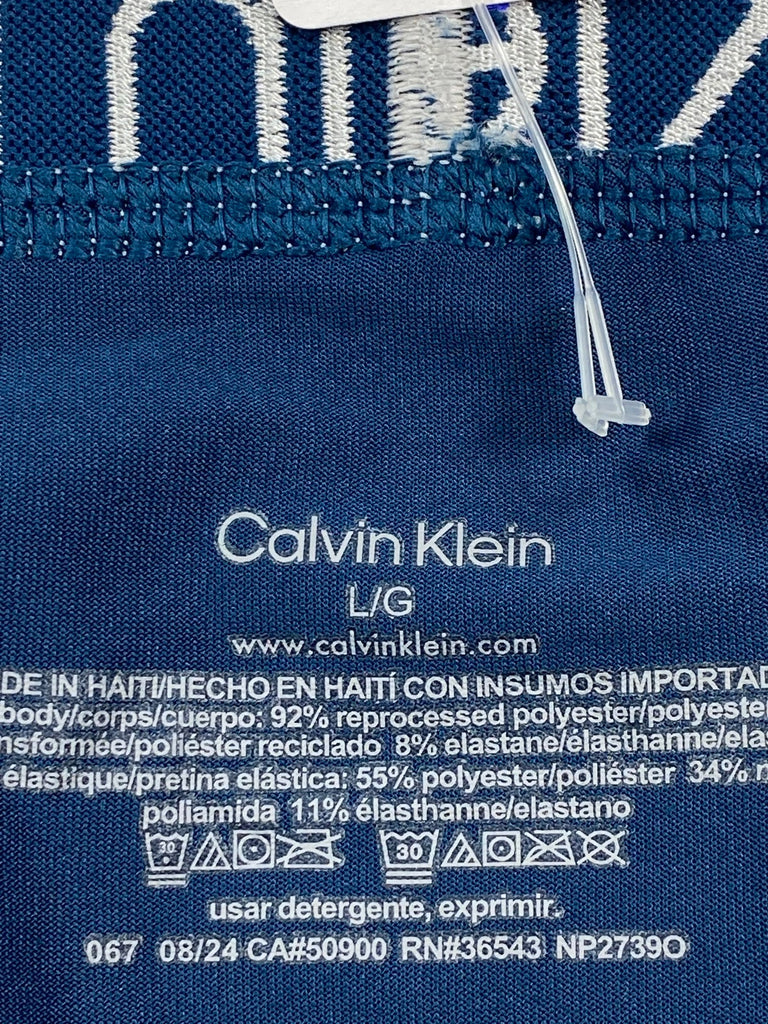 Calvin Klein
L/G
www.calvinklein.com
DE IN HAITI/HECHO EN HAITÍ CON INSUMOS IMPORTAD
body/corps/cuerpo: 92% reprocessed polyester/polyester
nsformée/poliéster reciclado 8% elastane/élasthanne/elas
élastique/pretina elástica: 55% polyester/poliéster 34% n
poliamida 11% élasthanne/elastano
30 30
usar detergente, exprimir.
067 08/24 CA#50900 RN#36543 NP2739O